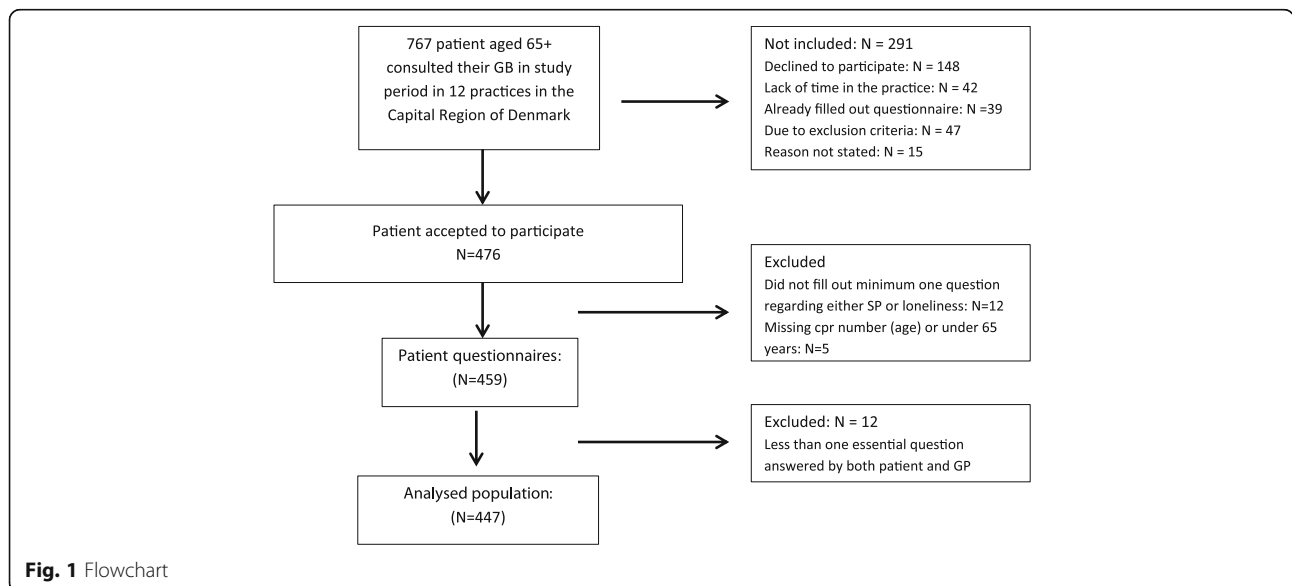 767 patient aged 65+
consulted their GB in study
period in 12 practices in the
Capital Region of Denmark
Not included: N = 291
Declined to participate: N = 148
Lack of time in the practice: N = 42
Already filled out questionnaire: N =39
Due to exclusion criteria: N = 47
Reason not stated: N = 15
Patient accepted to participate
N=476
Excluded
Did not fill out minimum one question
regarding either SP or loneliness: N=12
Missing cpr number (age) or under 65
years: N=5
Patient questionnaires:
(N=459)
Excluded: N = 12
Less than one essential question
answered by both patient and GP
Analysed population:
(N=447)
Fig. 1 Flowchart